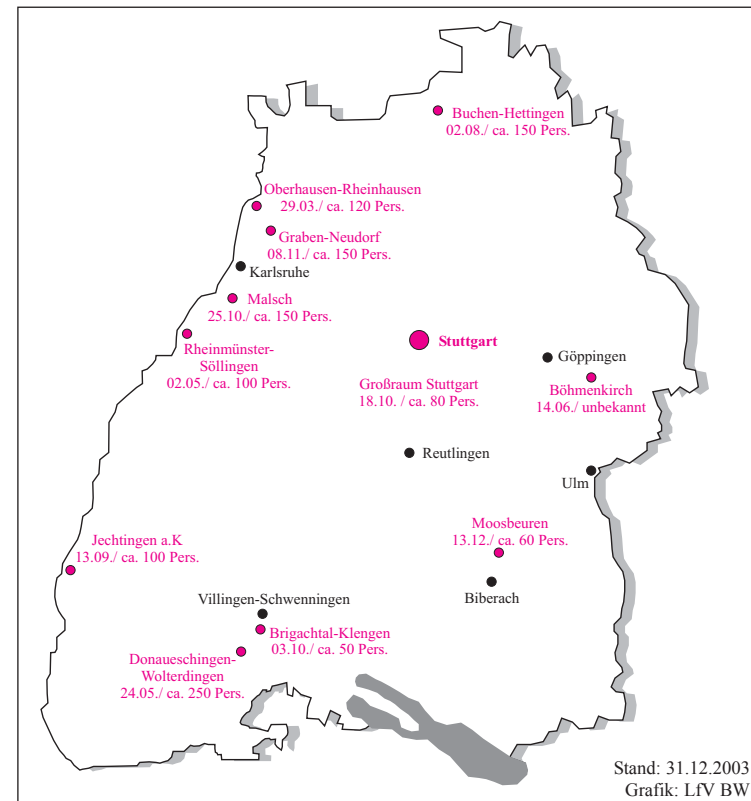 Buchen-Hettingen
02.08./ ca. 150 Pers.
Oberhausen-Rheinhausen
29.03./ ca. 120 Pers.
Graben-Neudorf
08.11./ ca. 150 Pers.
Karlsruhe
Malsch
25.10./ ca. 150 Pers.
Rheinmünster-
Söllingen
02.05./ ca. 100 Pers.
Stuttgart
Großraum Stuttgart
18.10. / ca. 80 Pers.
Göppingen
Böhmenkirch
14.06./ unbekannt
Reutlingen
Ulm
Moosbeuren
13.12./ ca. 60 Pers.
Biberach
Jechtingen a.K
13.09./ ca. 100 Pers.
Villingen-Schwenningen
Brigachtal-Klengen
03.10./ ca. 50 Pers.
Donaueschingen-
Wolterdingen
24.05./ ca. 250 Pers.
Stand: 31.12.2003
Grafik: LfV BW